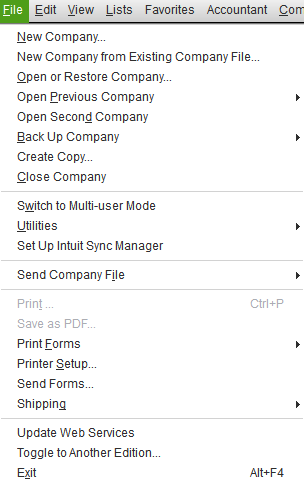 File Edit View Lists Favorites Accountant Com
New Company...
New Company from Existing Company File...
Open or Restore Company...
Open Previous Company
Open Second Company
Back Up Company
Create Copy...
Close Company
Switch to Multi-user Mode
Utilities
Set Up Intuit Sync Manager
Send Company File
Print ... Ctrl+P
Save as PDF...
Print Forms
Printer Setup...
Send Forms...
Shipping
Update Web Services
Toggle to Another Edition...
Exit Alt+F4